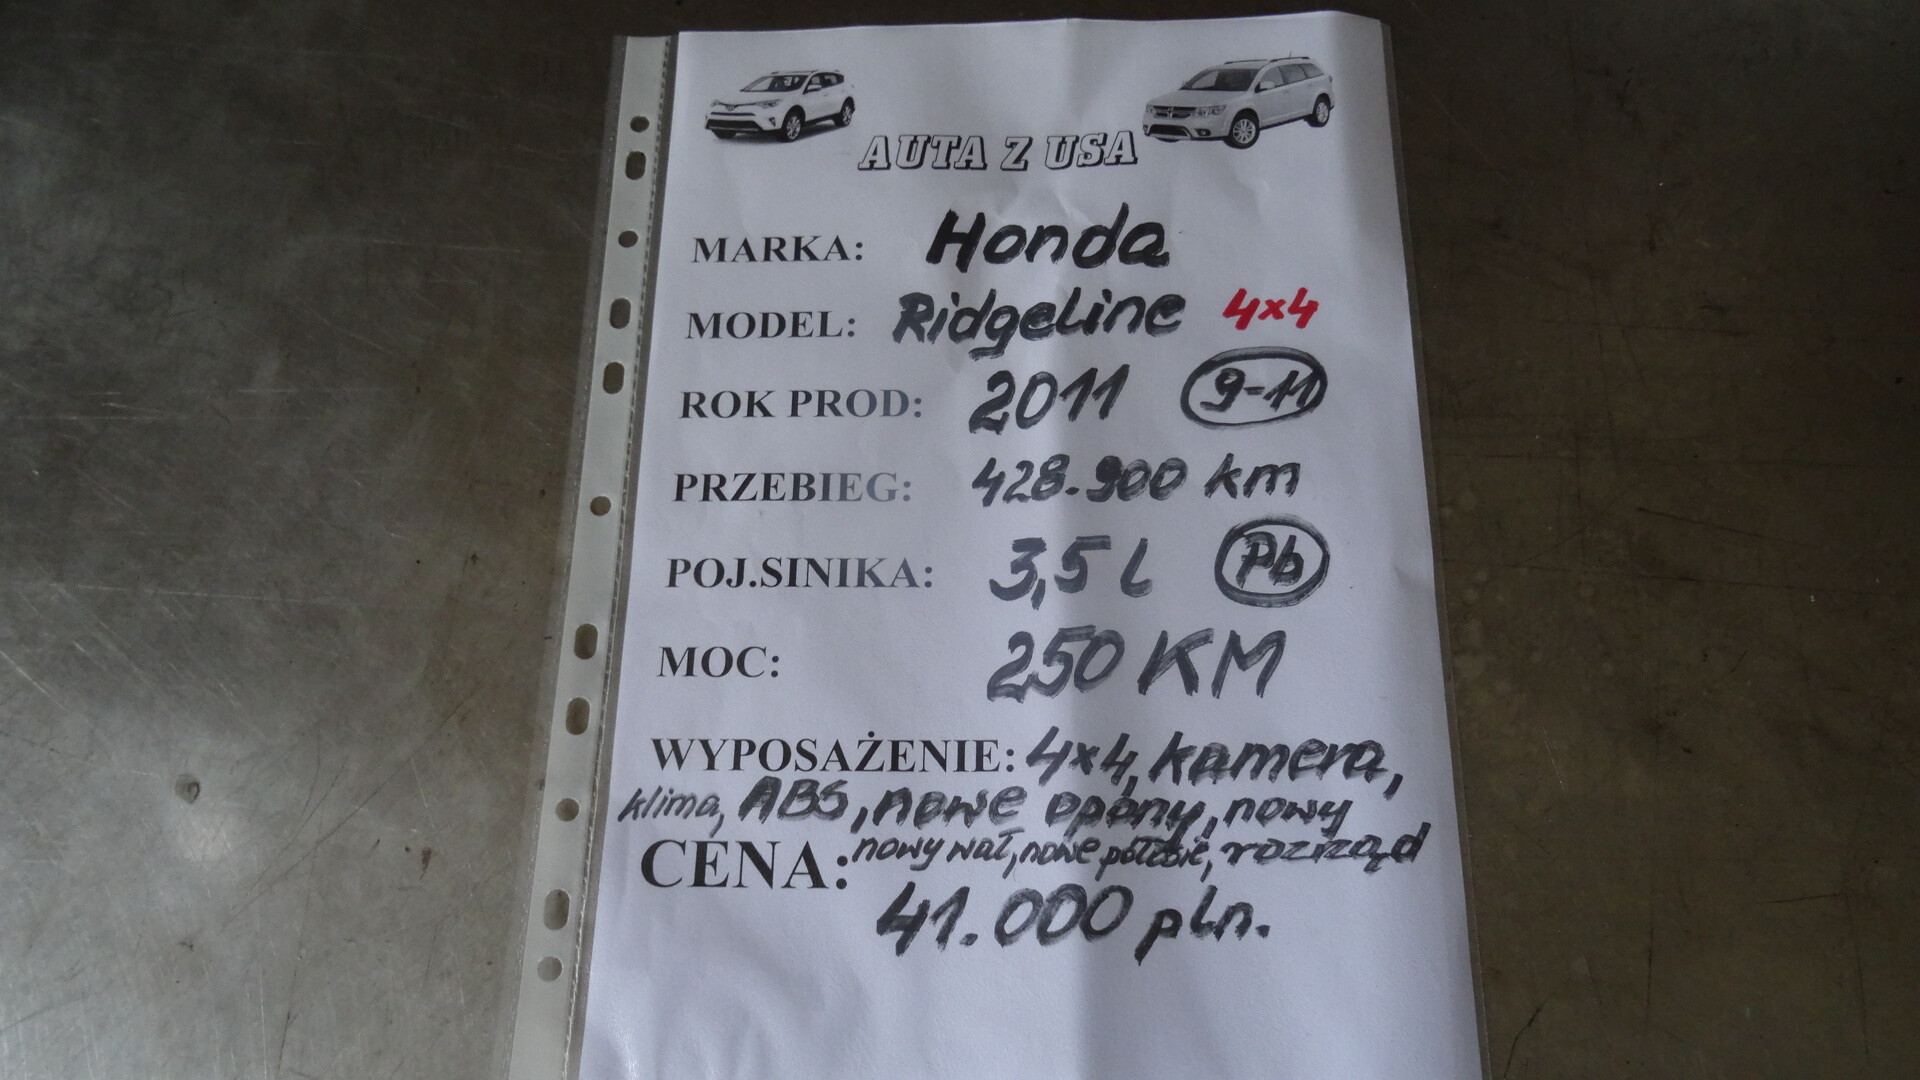 AUTA Z USA
MARKA: Honda
MODEL: Ridgeline 4x4
ROK PROD: 2011 9-11
PRZEBIEG: 428.900 km
POJ.SINIKA: 3,5 l Pb
MOC: 250 KM
WYPOSAŻENIE: 4x4, kamera,
klima, ABS, nowe opony, nowy
nowy wał, nowe półosie, rozrząd
CENA:
41.000 pln.